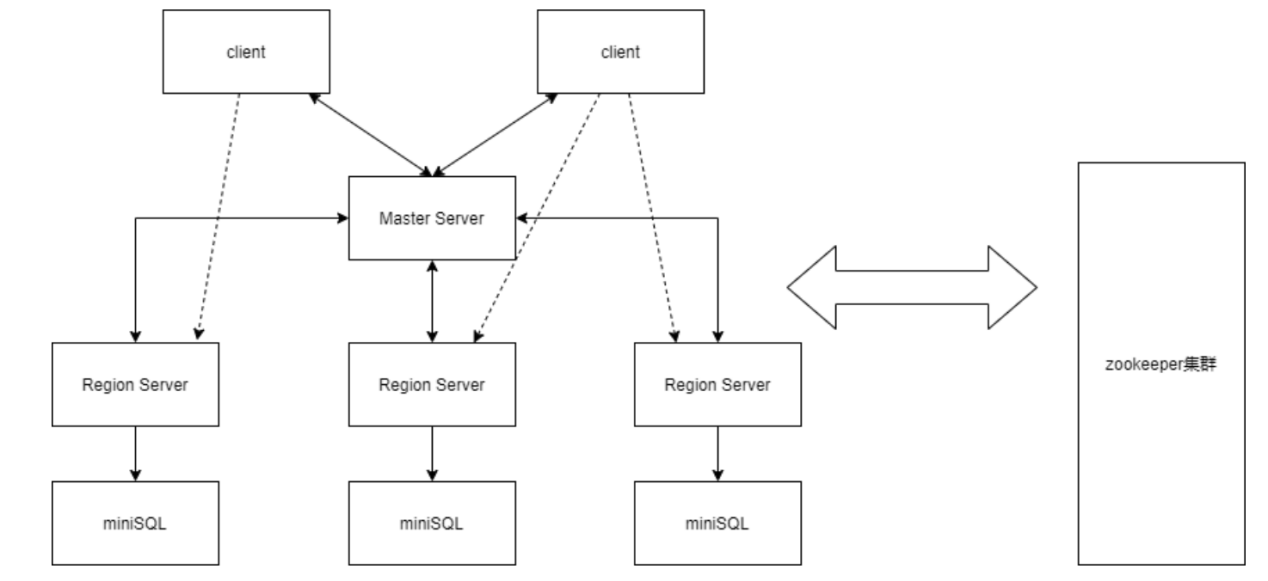 client
client
Master Server
Region Server
Region Server
Region Server
zookeeper集群
miniSQL
miniSQL
miniSQL